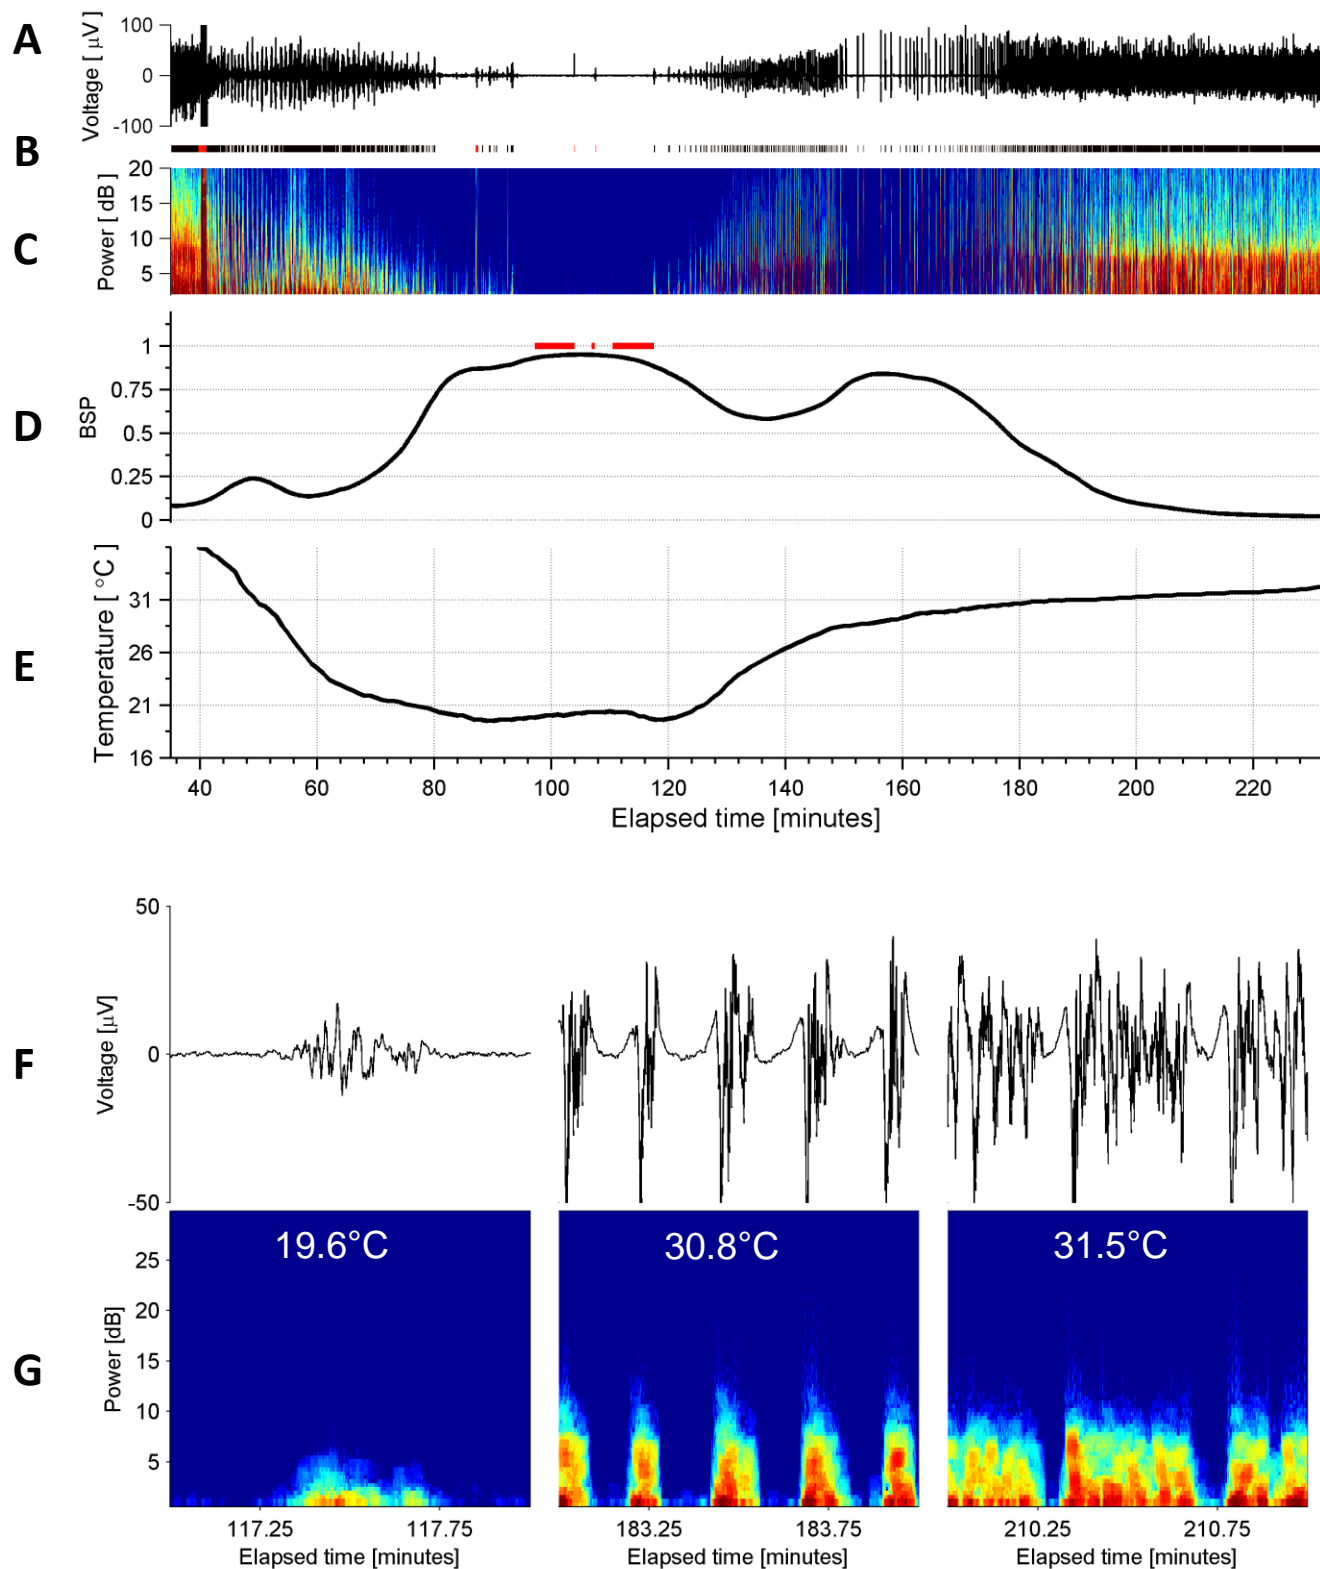 A
Voltage [ µV]
100
0
-100
B
C
Power [ dB ]
20
15
10
5
D
BSP
1
0.75
0.5
0.25
0
E
Temperature [ °C ]
31
26
21
16
40 60 80 100 120 140 160 180 200 220
Elapsed time [minutes]
F
Voltage [µV]
50
0
-50
G
Power [dB]
25
20
15
10
5
19.6°C 30.8°C 31.5°C
117.25 117.75 183.25 183.75 210.25 210.75
Elapsed time [minutes] Elapsed time [minutes] Elapsed time [minutes]